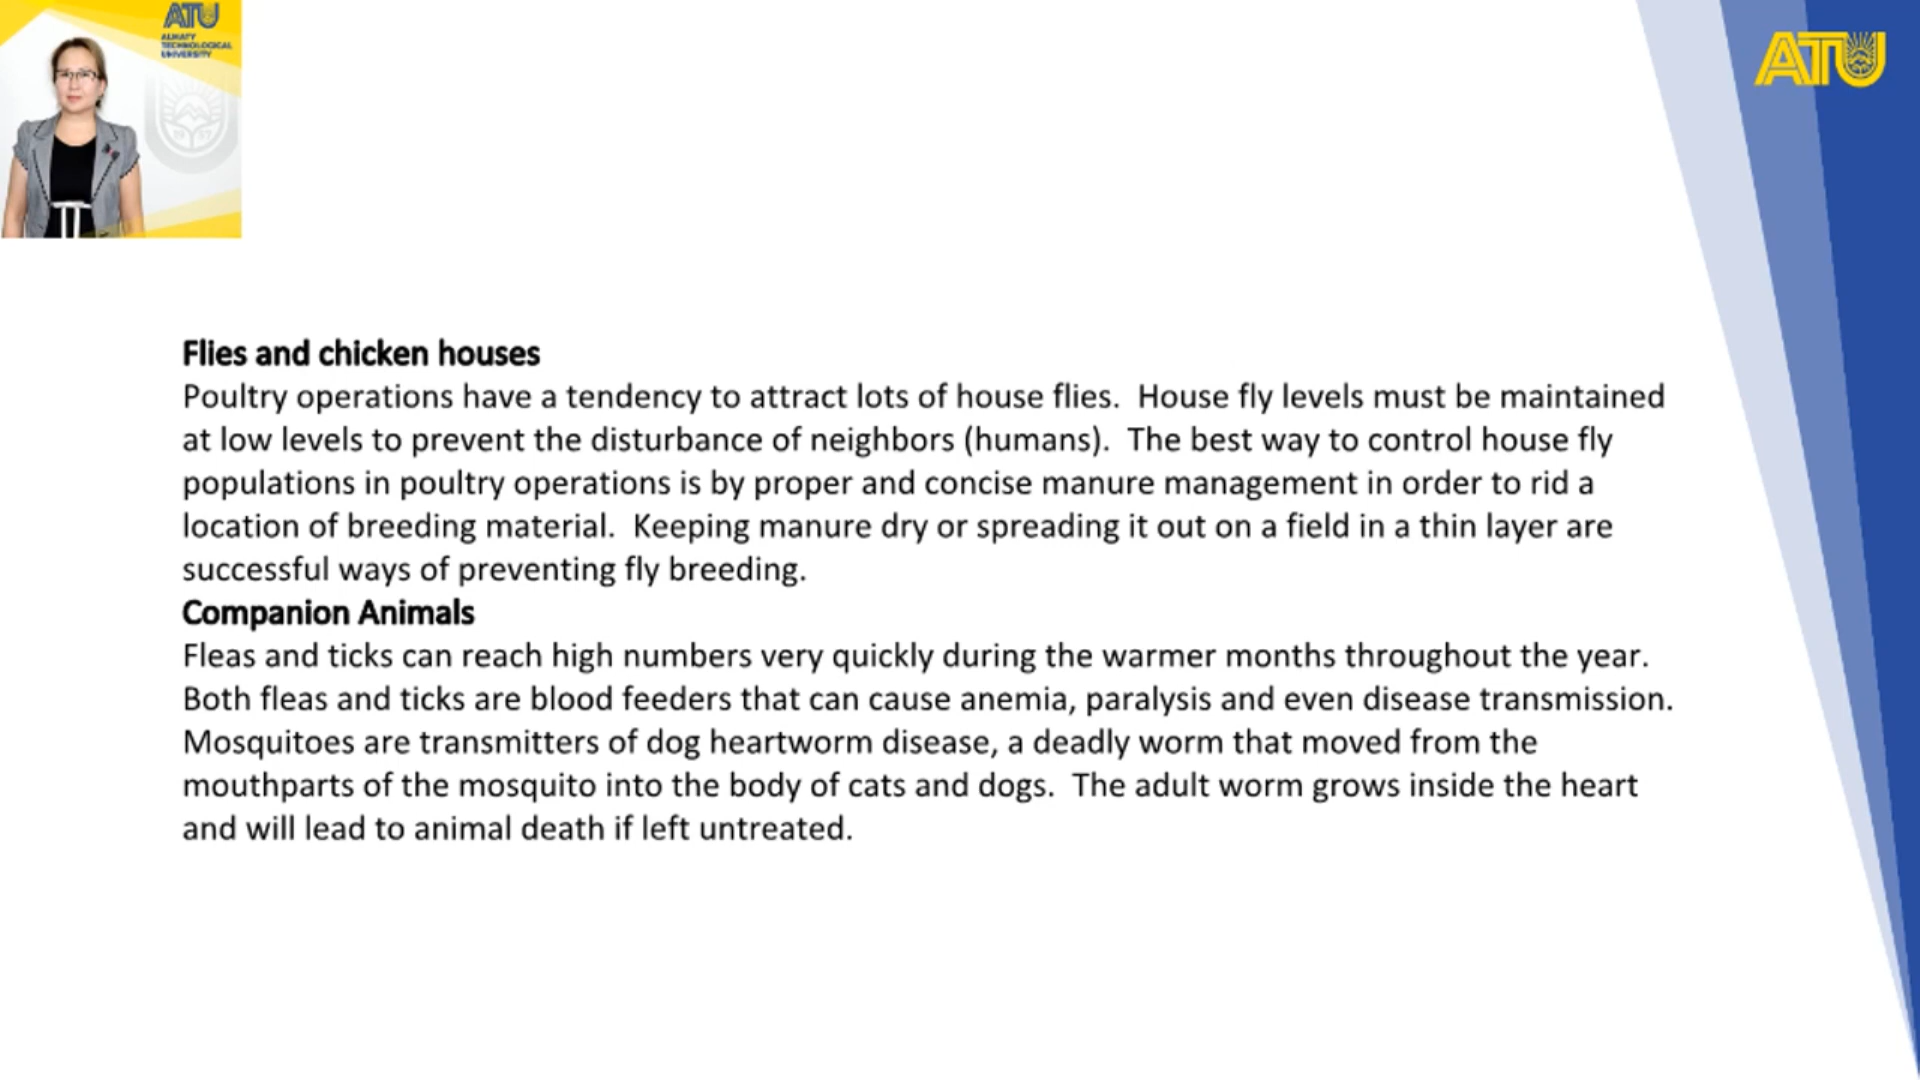 ATU
ALMATY
TECHNOLOGICAL
UNIVERSITY
19 57
ATU
Flies and chicken houses
Poultry operations have a tendency to attract lots of house flies.  House fly levels must be maintained
at low levels to prevent the disturbance of neighbors (humans).  The best way to control house fly
populations in poultry operations is by proper and concise manure management in order to rid a
location of breeding material.  Keeping manure dry or spreading it out on a field in a thin layer are
successful ways of preventing fly breeding.
Companion Animals
Fleas and ticks can reach high numbers very quickly during the warmer months throughout the year.
Both fleas and ticks are blood feeders that can cause anemia, paralysis and even disease transmission.
Mosquitoes are transmitters of dog heartworm disease, a deadly worm that moved from the
mouthparts of the mosquito into the body of cats and dogs.  The adult worm grows inside the heart
and will lead to animal death if left untreated.